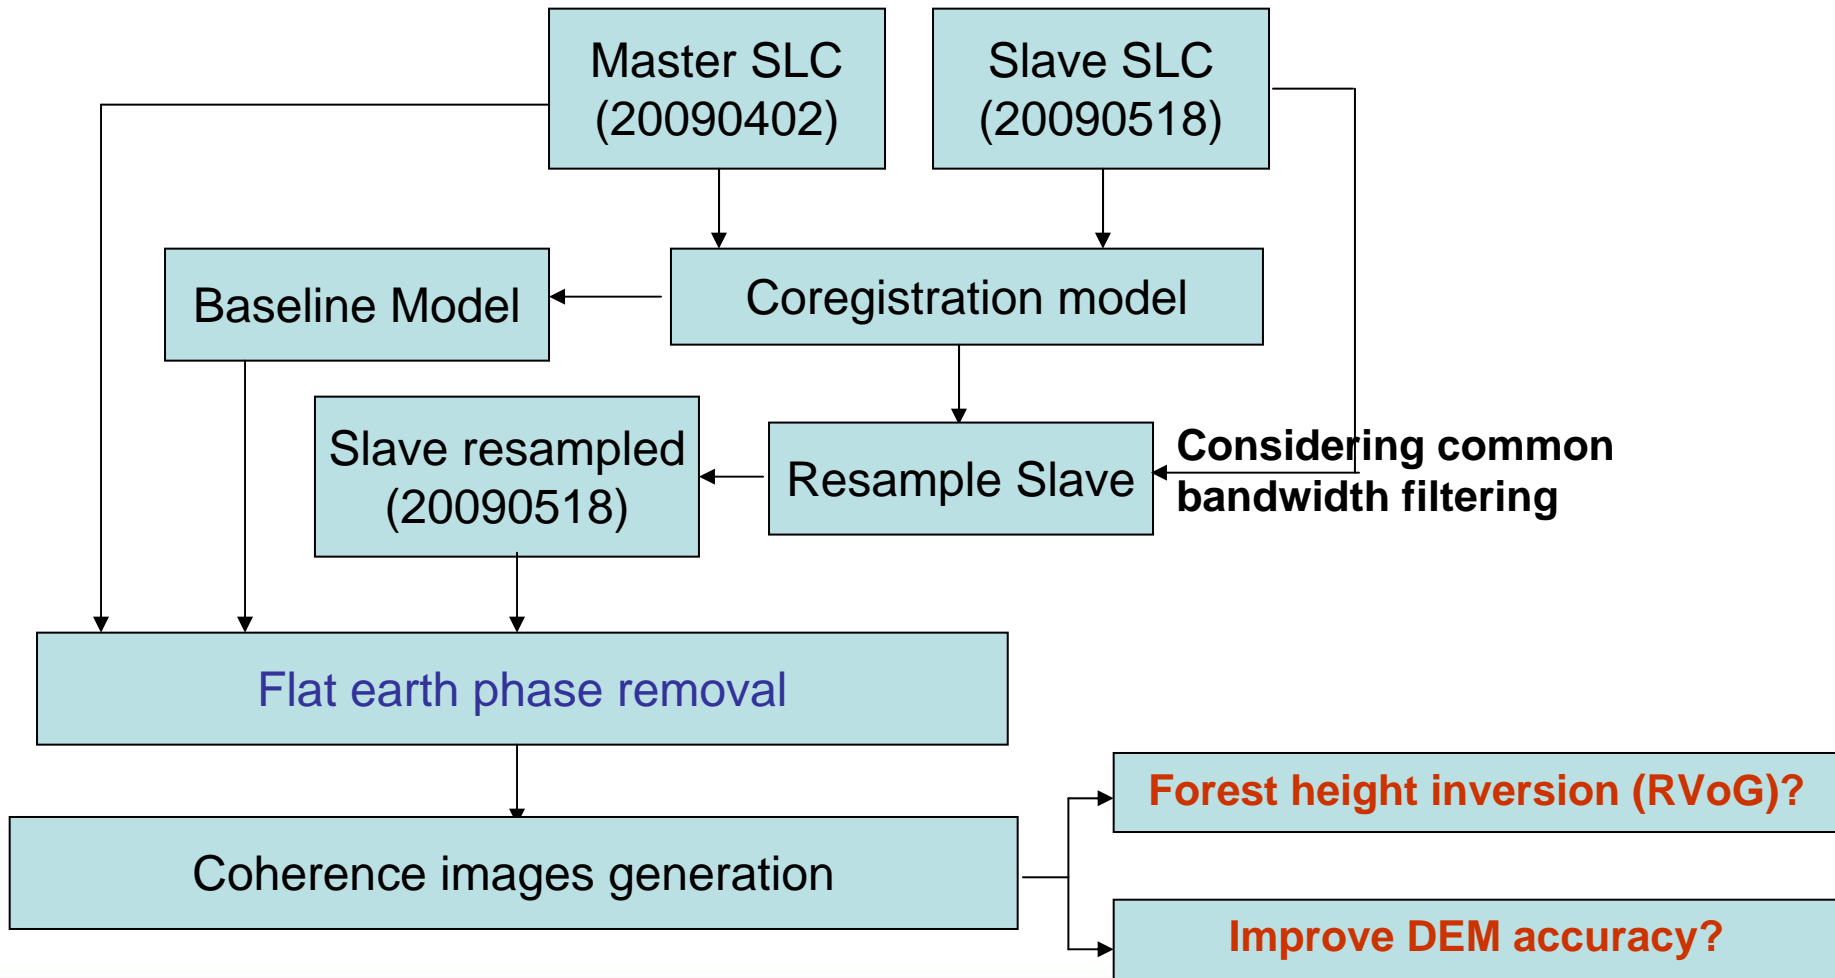 Master SLC
(20090402)
Slave SLC
(20090518)
Baseline Model
Coregistration model
Slave resampled
(20090518)
Resample Slave
Considering common
bandwidth filtering
Flat earth phase removal
Coherence images generation
Forest height inversion (RVoG)?
Improve DEM accuracy?